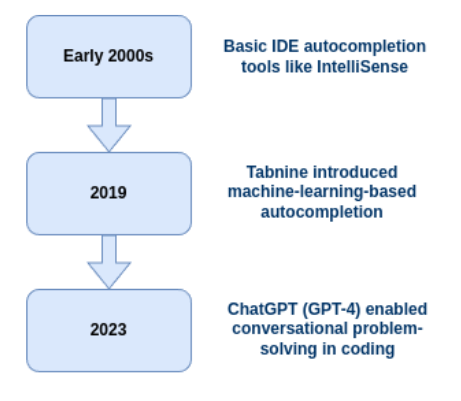 Early 2000s
Basic IDE autocompletion
tools like IntelliSense
2019
Tabnine introduced
machine-learning-based
autocompletion
2023
ChatGPT (GPT-4) enabled
conversational problem-
solving in coding